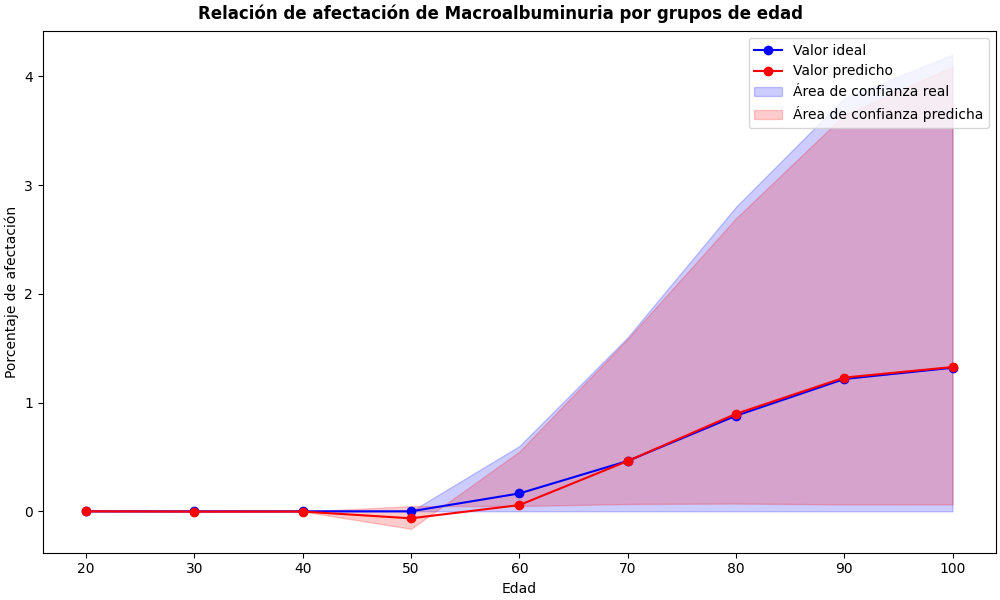 Relación de afectación de Macroalbuminuria por grupos de edad
Valor ideal
Valor predicho
Área de confianza real
Área de confianza predicha
Porcentaje de afectación
4
3
2
1
0
20 30 40 50 60 70 80 90 100
Edad